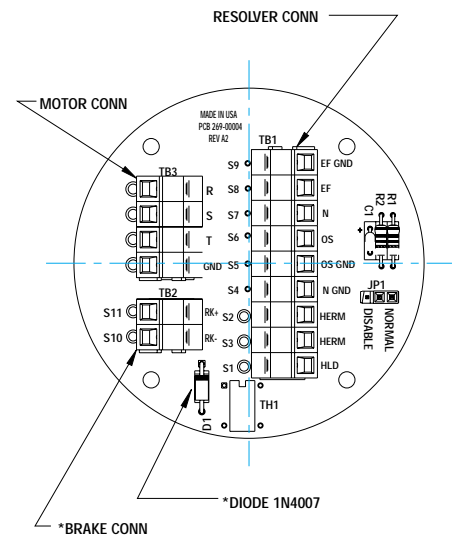 RESOLVER CONN
MOTOR CONN
MADE IN USA
PCB 269-00004
REV A2
TB1
TB3
S9 EF GND
S8 EF
S7 N
S6 OS
S5 OS GND
S4 N GND
S2 HERM
S3 HERM
S1 HLD
R
S
T
GND
TB2
S11 RK+
S10 RK-
R1
R2
C1
+
JP1
DISABLE
NORMAL
D1
TH1
*DIODE 1N4007
*BRAKE CONN